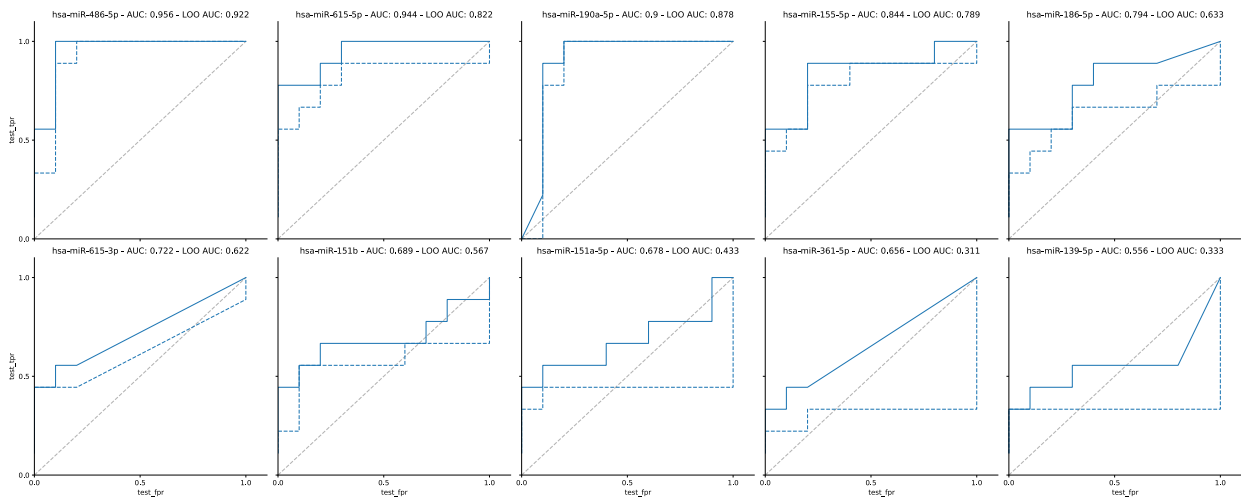 hsa-miR-486-5p - AUC: 0,956 - LOO AUC: 0,922
hsa-miR-615-5p - AUC: 0,944 - LOO AUC: 0,822
hsa-miR-190a-5p - AUC: 0,9 - LOO AUC: 0,878
hsa-miR-155-5p - AUC: 0,844 - LOO AUC: 0,789
hsa-miR-186-5p - AUC: 0,794 - LOO AUC: 0,633
1.0
0.5
0.0
test_tpr
hsa-miR-615-3p - AUC: 0,722 - LOO AUC: 0,622
hsa-miR-151b - AUC: 0,689 - LOO AUC: 0,567
hsa-miR-151a-5p - AUC: 0,678 - LOO AUC: 0,433
hsa-miR-361-5p - AUC: 0,656 - LOO AUC: 0,311
hsa-miR-139-5p - AUC: 0,556 - LOO AUC: 0,333
1.0
0.5
0.0
test_tpr
0.0 0.5 1.0
test_fpr
0.0 0.5 1.0
test_fpr
0.0 0.5 1.0
test_fpr
0.0 0.5 1.0
test_fpr
0.0 0.5 1.0
test_fpr